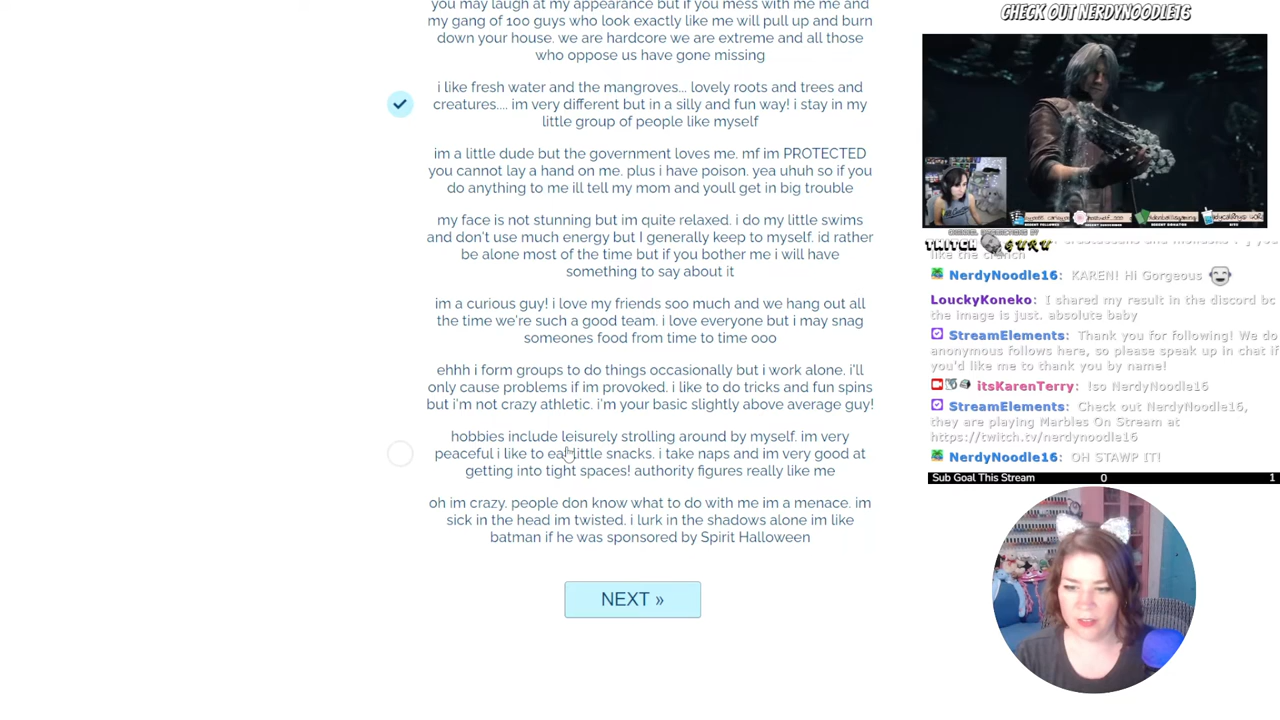 you may laugh at my appearance but if you mess with me me and
my gang of 100 guys who look exactly like me will pull up and burn
down your house. we are hardcore we are extreme and all those
who oppose us have gone missing
i like fresh water and the mangroves... lovely roots and trees and
creatures.... im very different but in a silly and fun way! i stay in my
little group of people like myself
im a little dude but the government loves me. mf im PROTECTED
you cannot lay a hand on me. plus i have poison. yea uhuh so if you
do anything to me ill tell my mom and youll get in big trouble
my face is not stunning but im quite relaxed. i do my little swims
and don't use much energy but I generally keep to myself. id rather
be alone most of the time but if you bother me i will have
something to say about it
im a curious guy! i love my friends soo much and we hang out all
the time we're such a good team. i love everyone but i may snag
someones food from time to time ooo
ehhh i form groups to do things occasionally but i work alone. i'll
only cause problems if im provoked. i like to do tricks and fun spins
but i'm not crazy athletic. i'm your basic slightly above average guy!
hobbies include leisurely strolling around by myself. im very
peaceful i like to eat little snacks. i take naps and im very good at
getting into tight spaces! authority figures really like me
oh im crazy. people don know what to do with me im a menace. im
sick in the head im twisted. i lurk in the shadows alone im like
batman if he was sponsored by Spirit Halloween
NEXT »
CHECK OUT NERDYNOODLE16
TWITCH GURU
like the crench
NerdyNoodle16: KAREN! Hi Gorgeous
LouckyKoneko: I shared my result in the discord bc
the image is just. absolute baby
StreamElements: Thank you for following! We do
anonymous follows here, so please speak up in chat if
you'd like me to thank you by name!
itsKarenTerry: !so NerdyNoodle16
StreamElements: Check out NerdyNoodle16,
they are playing Marbles On Stream at
https://twitch.tv/nerdynoodle16
NerdyNoodle16: OH STAWP IT!
Sub Goal This Stream 0 1